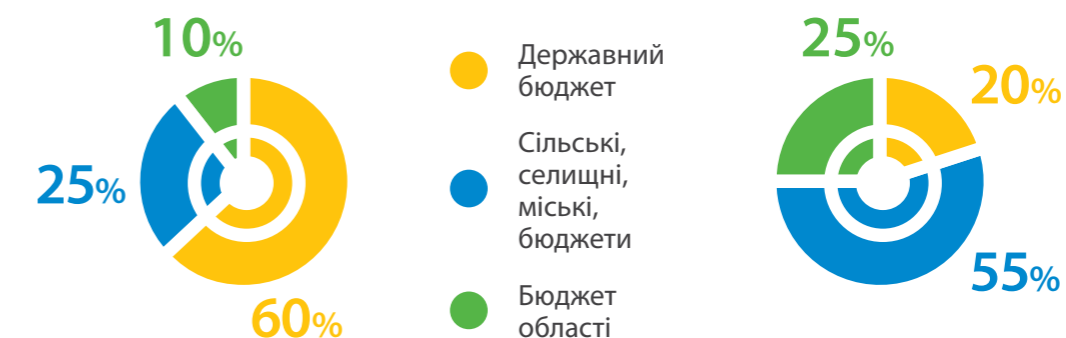 10%
25%
60%
Державний
бюджет
Сільські,
селищні,
міські,
бюджети
Бюджет
області
25%
20%
55%